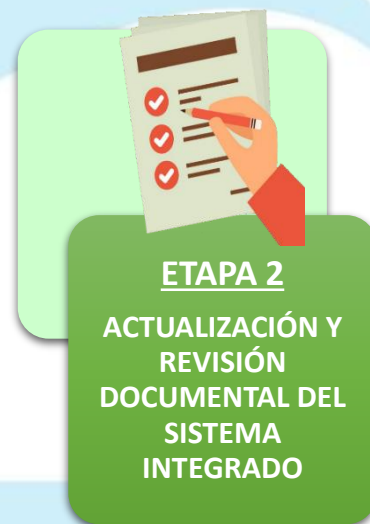 ETAPA 2
ACTUALIZACIÓN Y
REVISIÓN
DOCUMENTAL DEL
SISTEMA
INTEGRADO